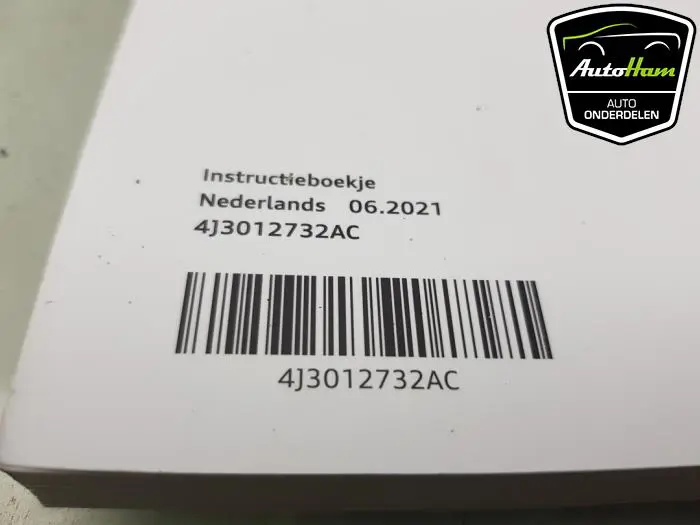 AutoHam
AUTO
ONDERDELEN
Instructieboekje
Nederlands 06.2021
4J3012732AC
4J3012732AC